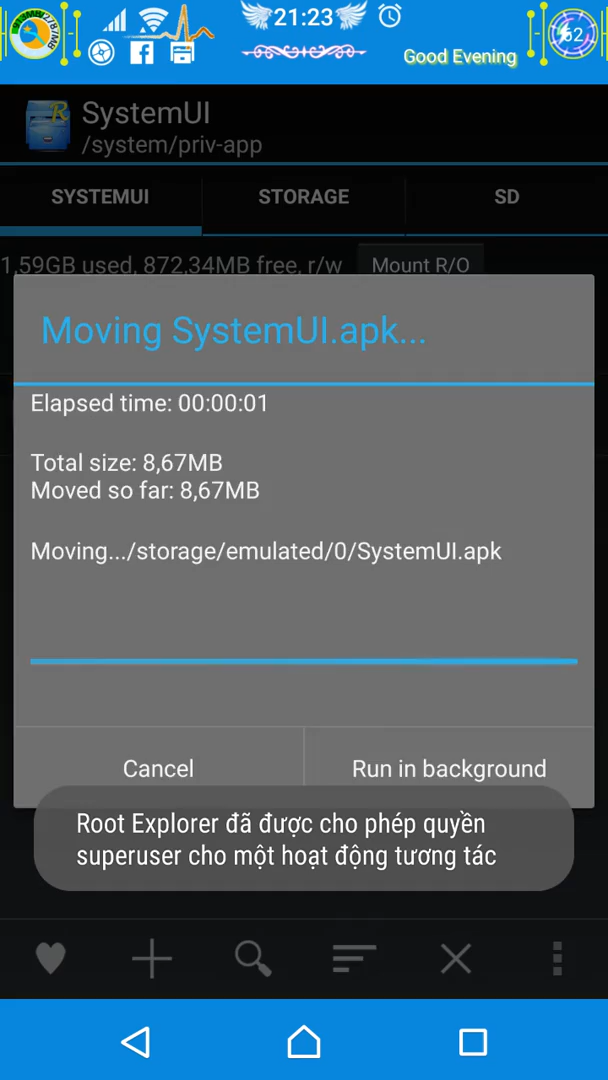 21:23
62
Good Evening
R
SystemUI
/system/priv-app
SYSTEMUI
STORAGE
SD
1,59GB used, 872,34MB free, r/w
Mount R/O
Moving SystemUI.apk...
Elapsed time: 00:00:01
Total size: 8,67MB
Moved so far: 8,67MB
Moving.../storage/emulated/0/SystemUI.apk
Cancel
Run in background
Root Explorer đã được cho phép quyền
superuser cho một hoạt động tương tác